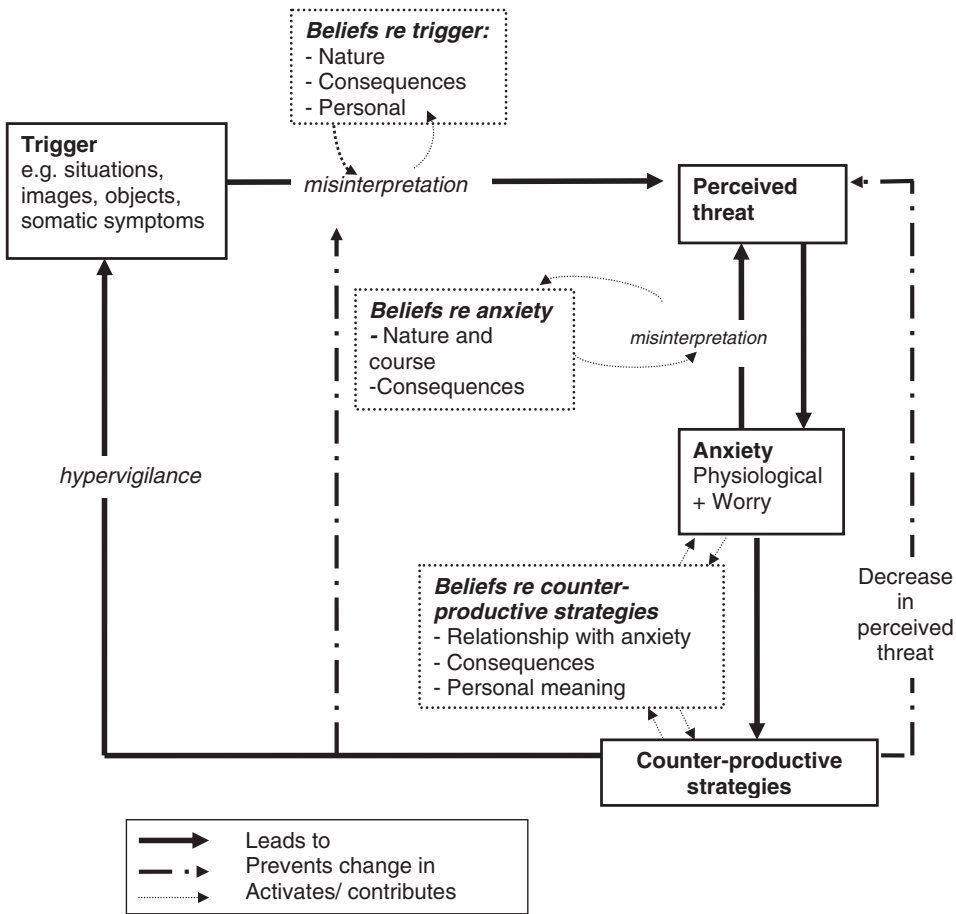 Beliefs re trigger:
- Nature
- Consequences
- Personal
Trigger
e.g. situations,
images, objects,
somatic symptoms
misinterpretation
Perceived
threat
Beliefs re anxiety
- Nature and
course
-Consequences
misinterpretation
Anxiety
Physiological
+ Worry
hypervigilance
Beliefs re counter-
productive strategies
- Relationship with anxiety
- Consequences
- Personal meaning
Decrease
in
perceived
threat
Counter-productive
strategies
Leads to
Prevents change in
Activates/ contributes